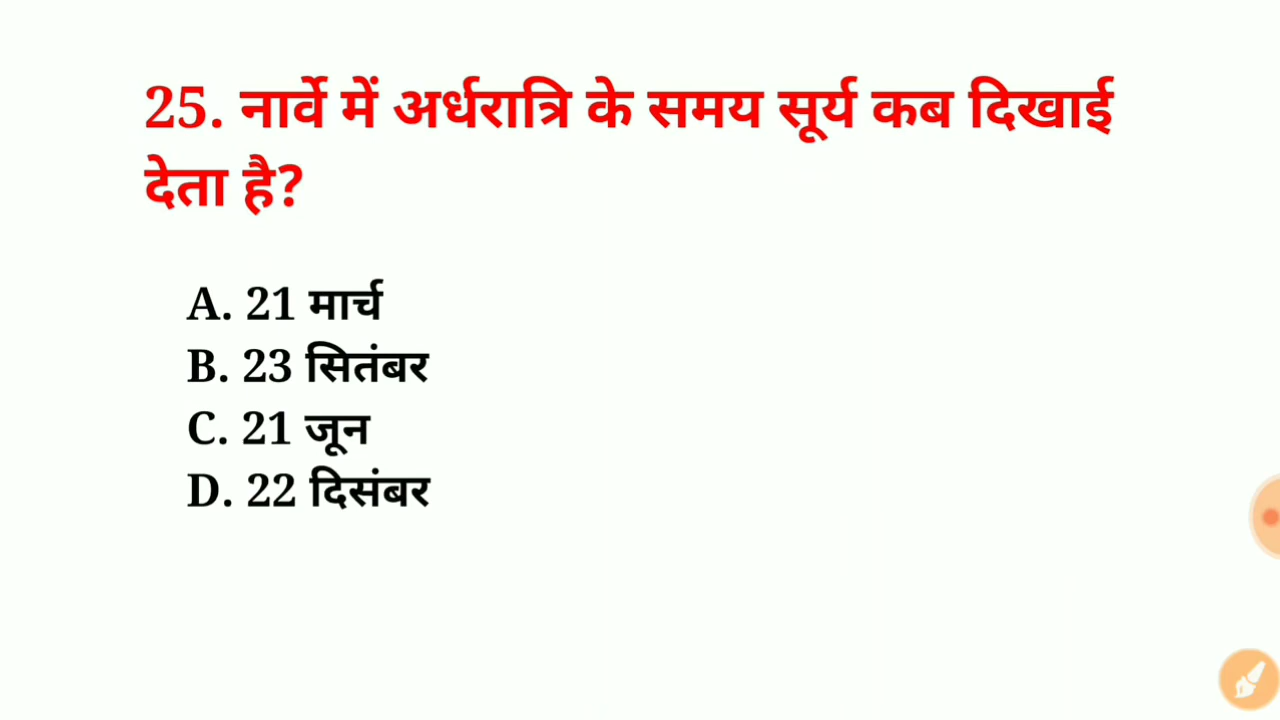 25. नार्वे में अर्धरात्रि के समय सूर्य कब दिखाई
देता है?
A. 21 मार्च
B. 23 सितंबर
C. 21 जून
D. 22 दिसंबर